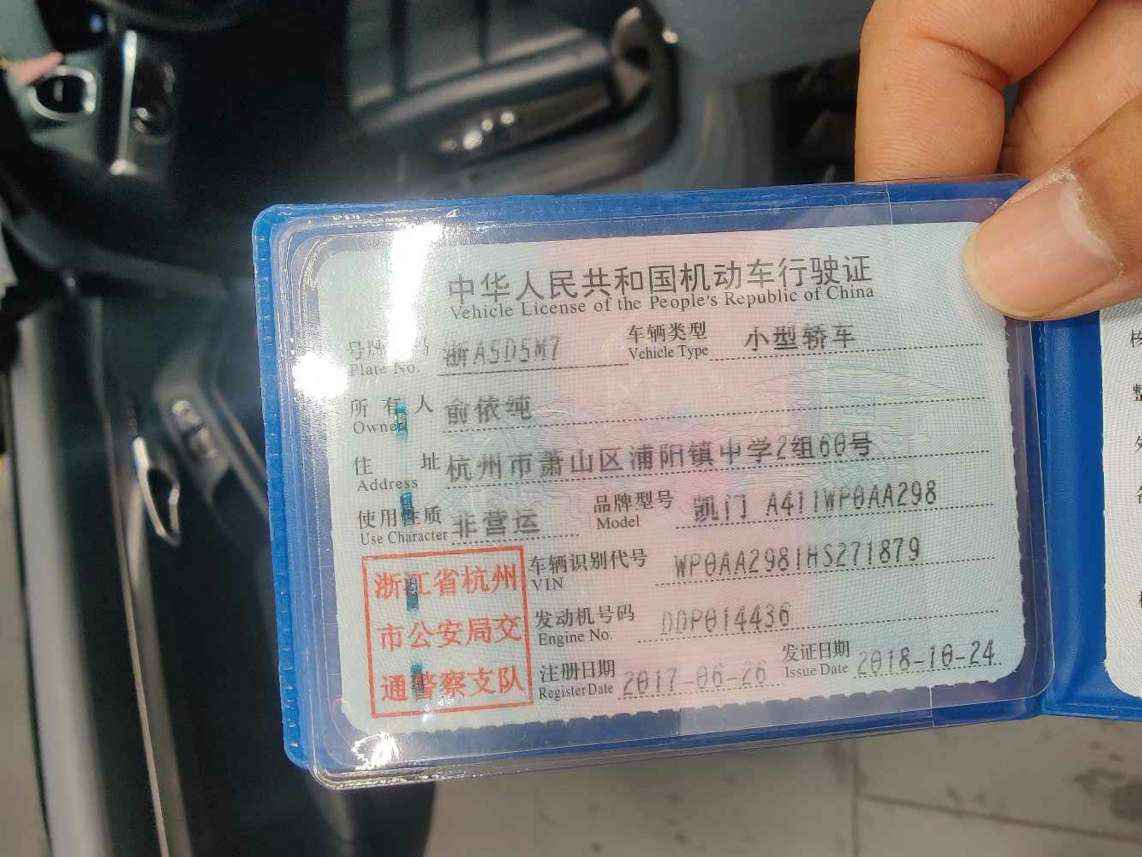 中华人民共和国机动车行驶证
Vehicle License of the People's Republic of China
号牌 码 浙A5D5M7 车辆类型 小型轿车
Plate No. Vehicle Type
所有人 俞依纯
Owner
住址 杭州市萧山区浦阳镇中学2组60号
Address
使用性质 非营运 品牌型号 凯门 A411WP0AA298
Use Character Model
车辆识别代号 WP0AA2981HS271879
VIN
发动机号码 DDP014436
Engine No.
注册日期 2017-06-26 发证日期 2018-10-24
Register Date Issue Date
浙江省杭州
市公安局交
通警察支队